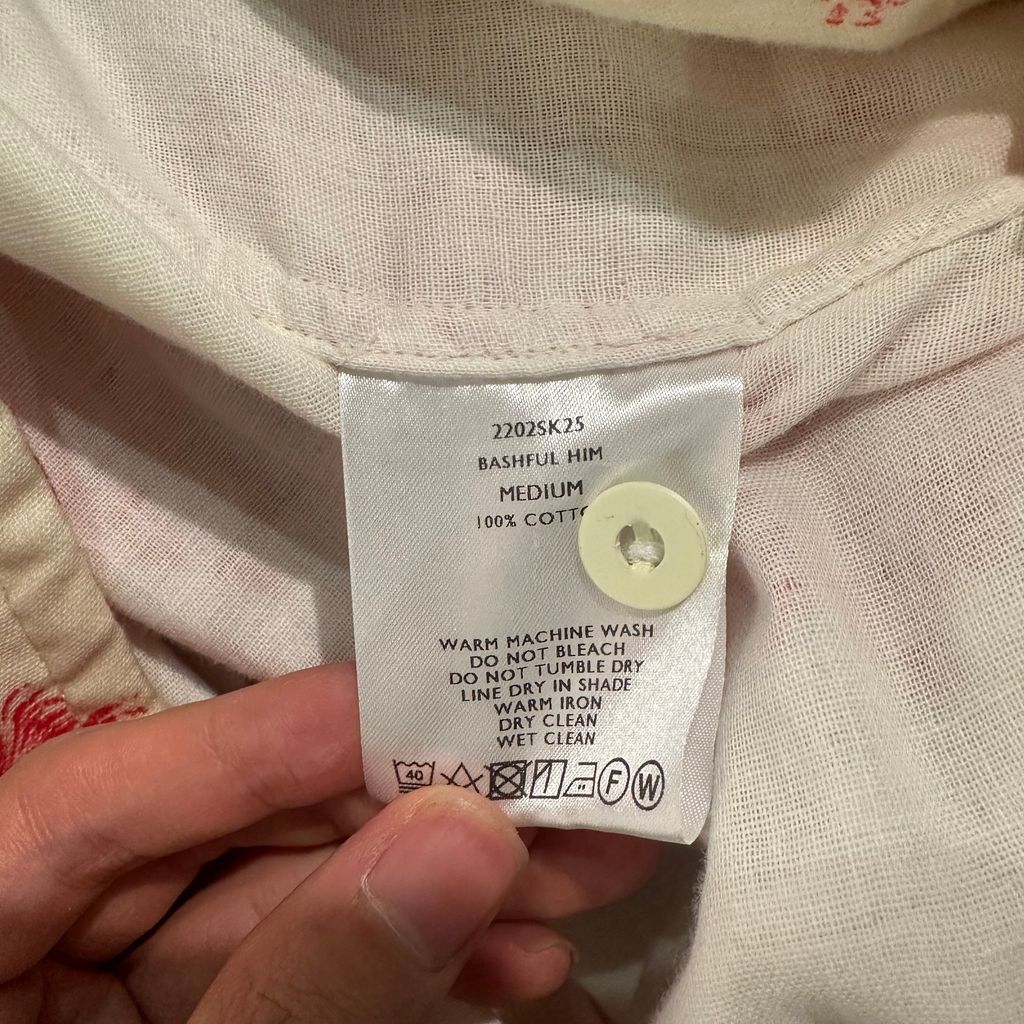 2202SK25
BASHFUL HIM
MEDIUM
100% COTTO
WARM MACHINE WASH
DO NOT BLEACH
DO NOT TUMBLE DRY
LINE DRY IN SHADE
WARM IRON
DRY CLEAN
WET CLEAN
40 F W